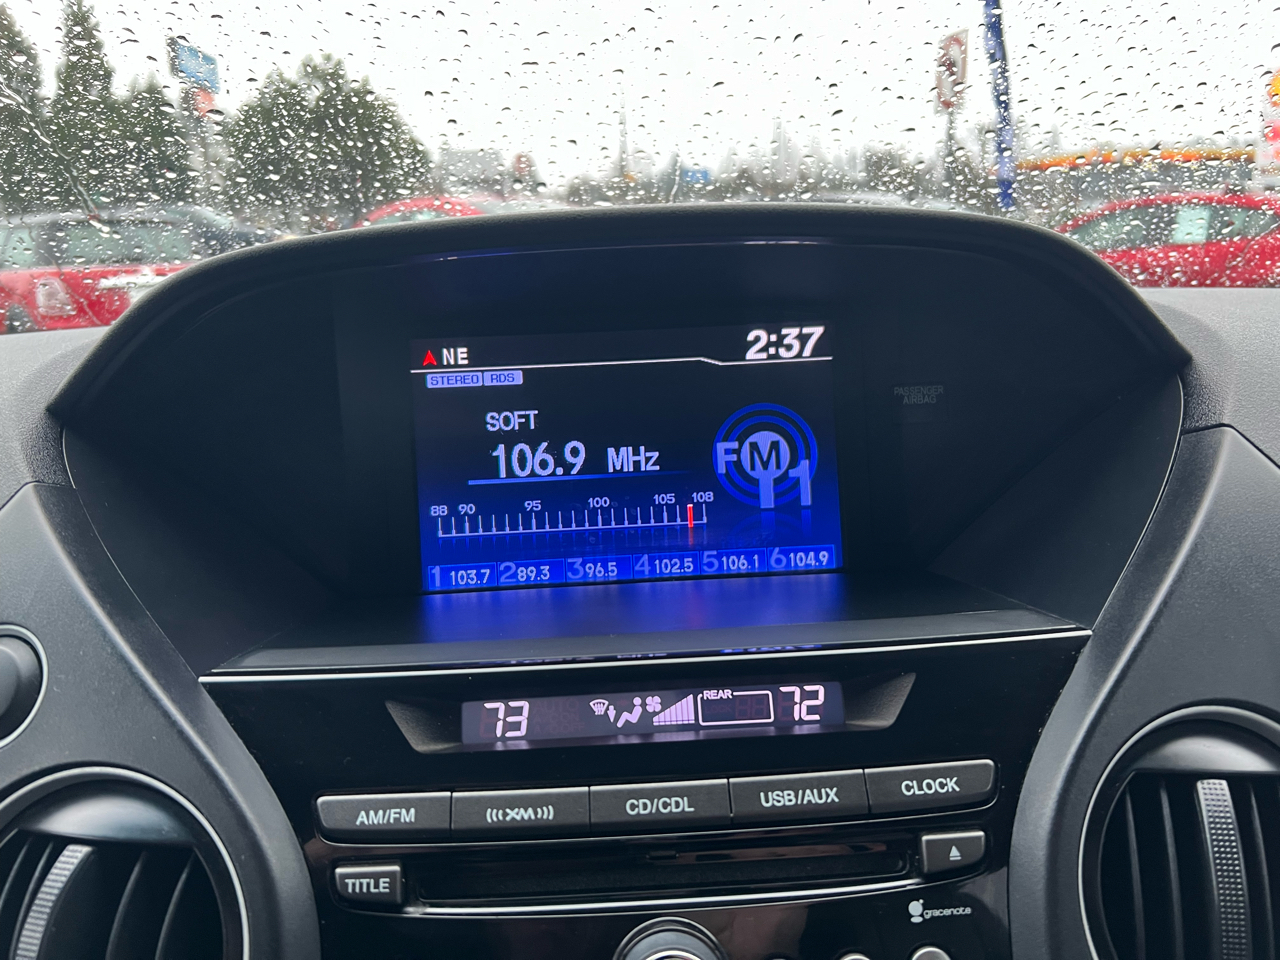 NE 2:37
STEREO RDS
SOFT
106.9 MHz
FM1
88 90 95 100 105 108
1 103.7 2 89.3 3 96.5 4 102.5 5 106.1 6 104.9
PASSENGER
AIRBAG
73 REAR 72
AM/FM (((XM))) CD/CDL USB/AUX CLOCK
TITLE
gracenote